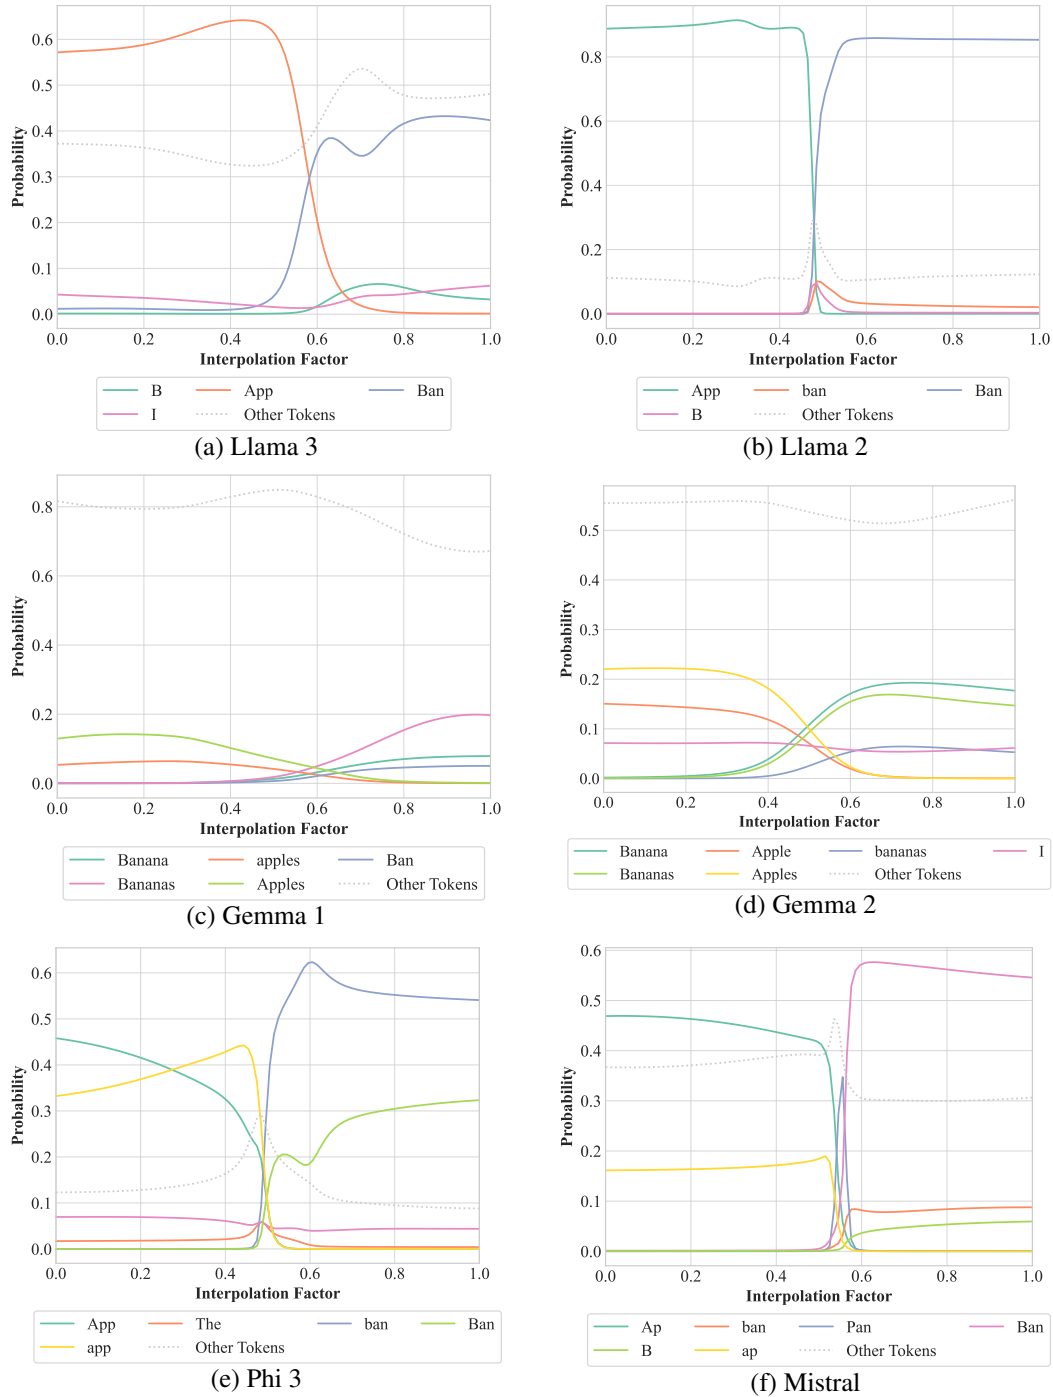 0.6
0.5
0.4
0.3
0.2
0.1
0.0
Probability
0.0 0.2 0.4 0.6 0.8 1.0
Interpolation Factor
B App Ban
I Other Tokens
(a) Llama 3
0.8
0.6
0.4
0.2
0.0
Probability
0.0 0.2 0.4 0.6 0.8 1.0
Interpolation Factor
App ban Ban
B Other Tokens
(b) Llama 2
0.8
0.6
0.4
0.2
0.0
Probability
0.0 0.2 0.4 0.6 0.8 1.0
Interpolation Factor
Banana apples Ban
Bananas Apples Other Tokens
(c) Gemma 1
0.5
0.4
0.3
0.2
0.1
0.0
Probability
0.0 0.2 0.4 0.6 0.8 1.0
Interpolation Factor
Banana Apple bananas I
Bananas Apples Other Tokens
(d) Gemma 2
0.6
0.5
0.4
0.3
0.2
0.1
0.0
Probability
0.0 0.2 0.4 0.6 0.8 1.0
Interpolation Factor
App The ban Ban
app Other Tokens
(e) Phi 3
0.6
0.5
0.4
0.3
0.2
0.1
0.0
Probability
0.0 0.2 0.4 0.6 0.8 1.0
Interpolation Factor
Ap ban Pan Ban
B ap Other Tokens
(f) Mistral